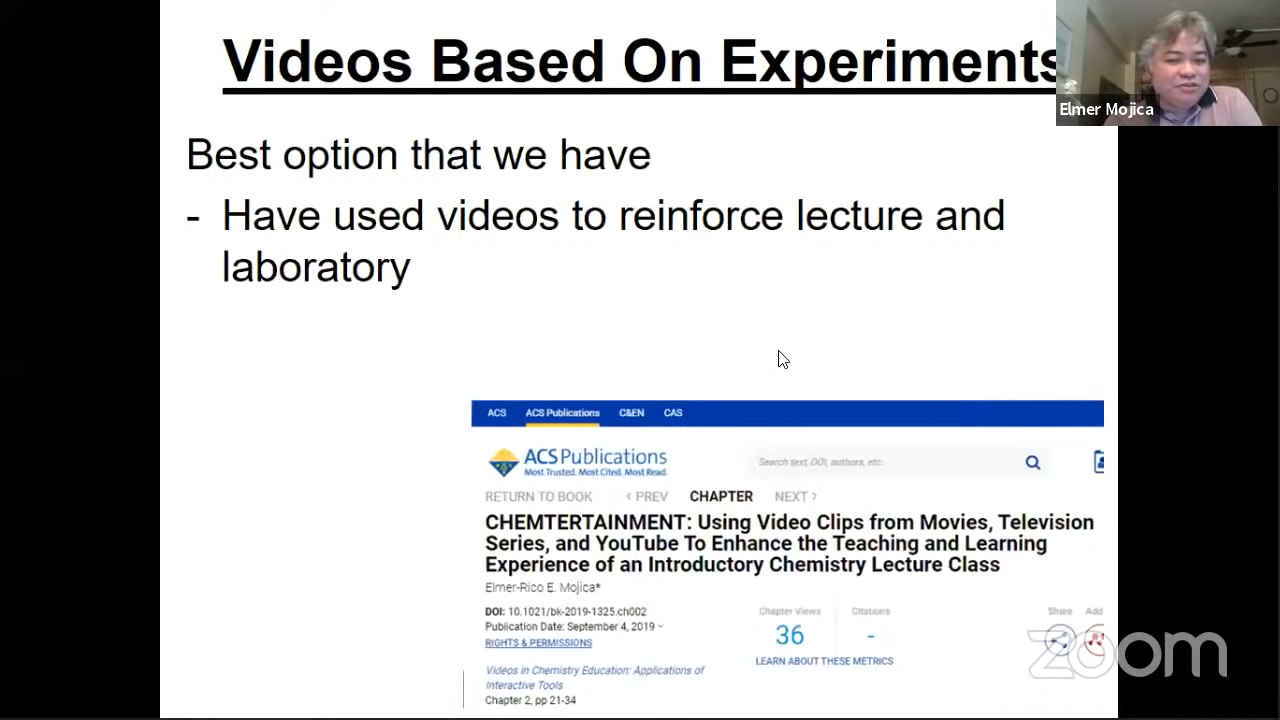 Videos Based On Experiments
Elmer Mojica
Best option that we have
- Have used videos to reinforce lecture and
laboratory
ACS ACS Publications C&EN CAS
ACS Publications
Most Trusted. Most Cited. Most Read.
Search text, DOI, authors, etc.
RETURN TO BOOK < PREV CHAPTER NEXT >
CHEMTERTAINMENT: Using Video Clips from Movies, Television
Series, and YouTube To Enhance the Teaching and Learning
Experience of an Introductory Chemistry Lecture Class
Elmer-Rico E. Mojica*
DOI: 10.1021/bk-2019-1325.ch002
Publication Date: September 4, 2019
RIGHTS & PERMISSIONS
Chapter Views
36
LEARN ABOUT THESE METRICS
Citations
-
Share Add
Videos in Chemistry Education: Applications of
Interactive Tools
Chapter 2, pp 21-34
zoom